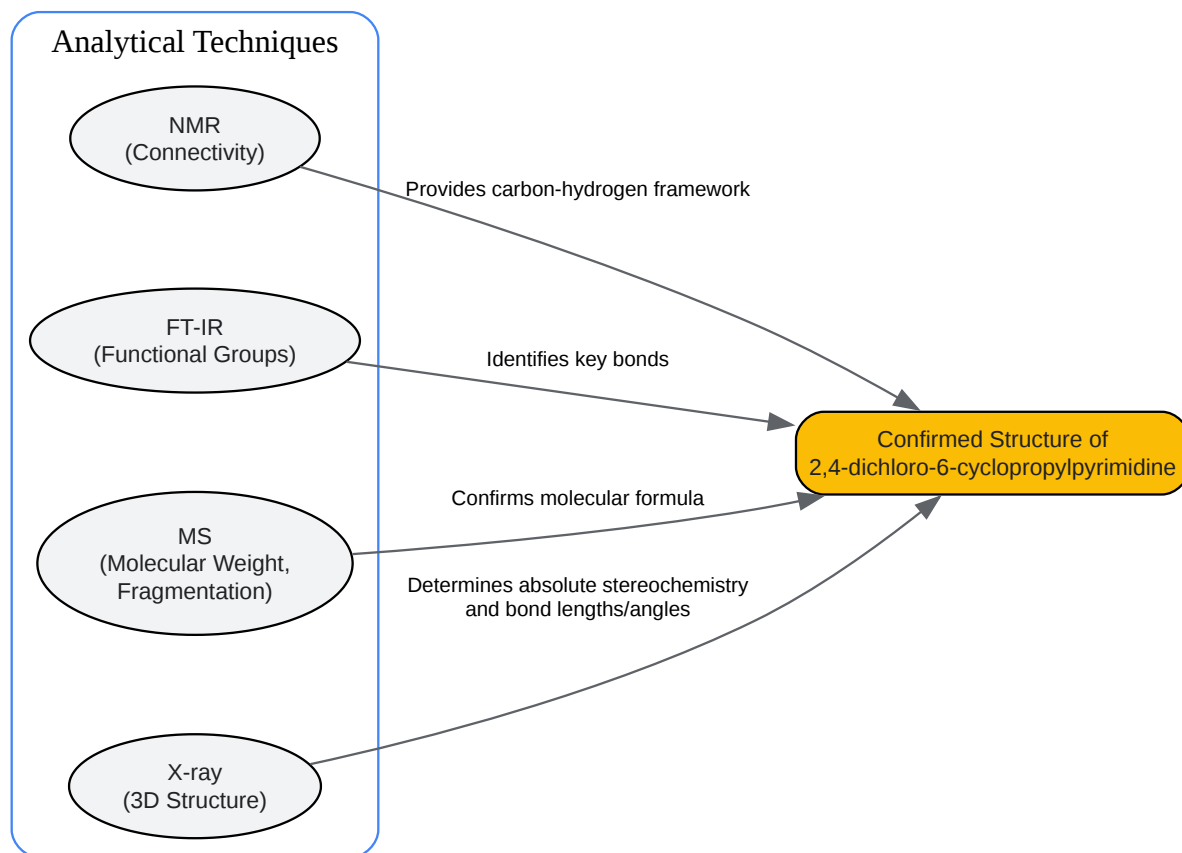 Analytical Techniques
NMR
(Connectivity)
Provides carbon-hydrogen framework
FT-IR
(Functional Groups)
Identifies key bonds
Confirmed Structure of
2,4-dichloro-6-cyclopropylpyrimidine
MS
(Molecular Weight,
Fragmentation)
Confirms molecular formula
Determines absolute stereochemistry
and bond lengths/angles
X-ray
(3D Structure)